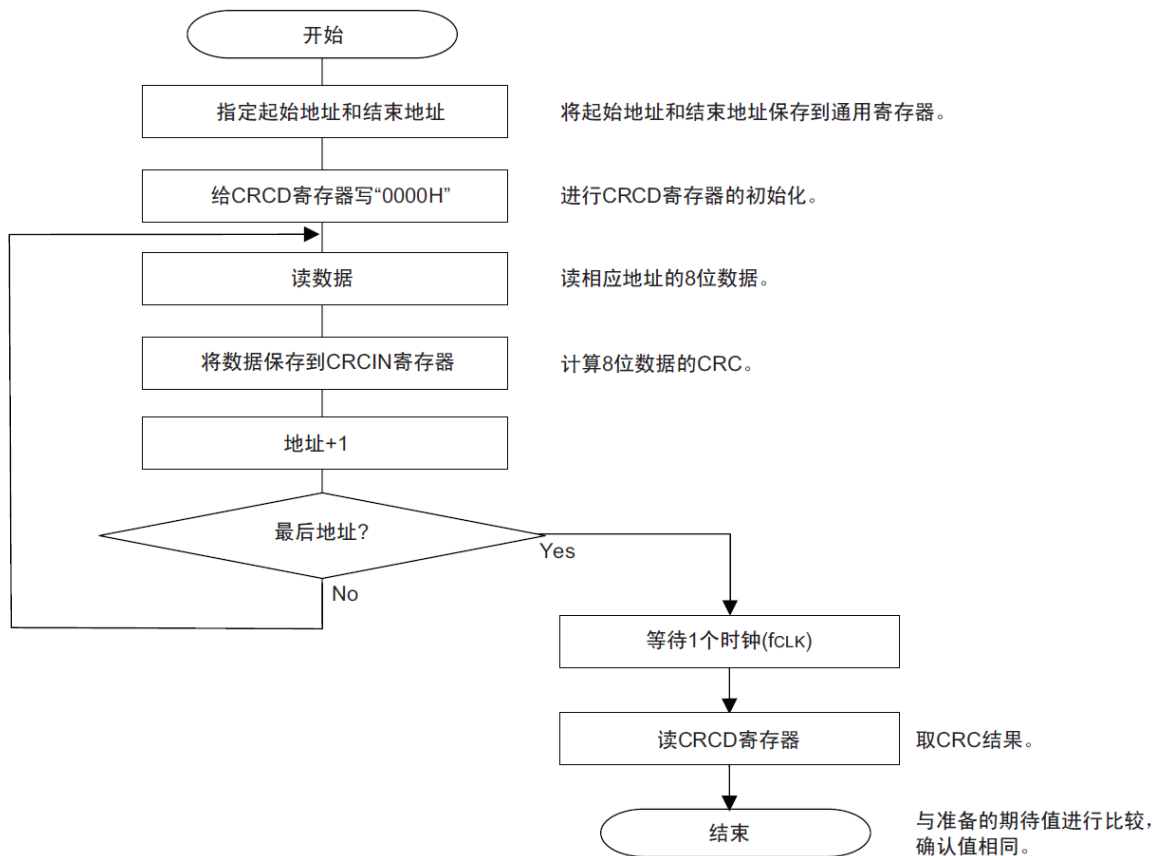 开始
指定起始地址和结束地址
将起始地址和结束地址保存到通用寄存器。
给CRCD寄存器写“0000H”
进行CRCD寄存器的初始化。
读数据
读相应地址的8位数据。
将数据保存到CRCIN寄存器
计算8位数据的CRC。
地址+1
最后地址?
Yes
No
等待1个时钟(fCLK)
读CRCD寄存器
取CRC结果。
结束
与准备的期待值进行比较，
确认值相同。